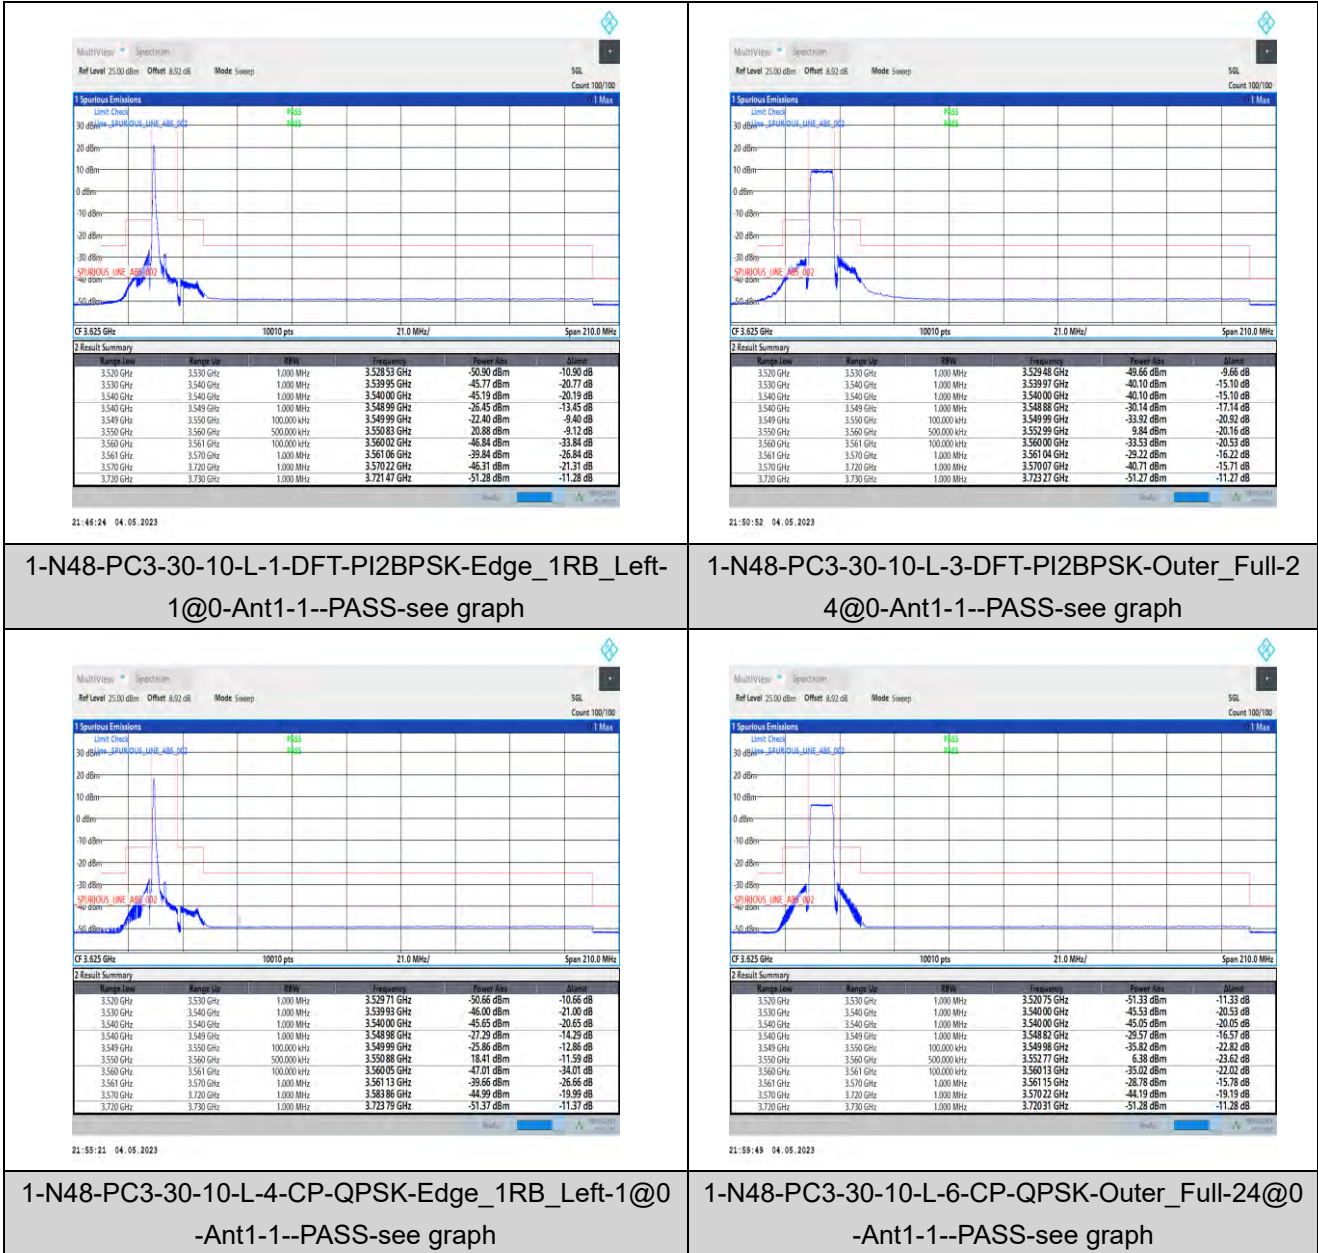 MultiView Spectrum
Ref Level 25.00 dBm Offset 8.92 dB Mode Sweep SGL
Count 100/100
1 Spurious Emissions 1 Max
Limit Check PASS
30 dBm Line _SPURIOUS_LINE_ABS_002 PASS
20 dBm
10 dBm
0 dBm
-10 dBm
-20 dBm
-30 dBm
SPURIOUS_LINE_ABS_002
-40 dBm
-50 dBm
CF 3.625 GHz 10010 pts 21.0 MHz/ Span 210.0 MHz
2 Result Summary
Range Low Range Up RBW Frequency Power Abs ΔLimit
3.520 GHz 3.530 GHz 1.000 MHz 3.528 53 GHz -50.90 dBm -10.90 dB
3.530 GHz 3.540 GHz 1.000 MHz 3.539 95 GHz -45.77 dBm -20.77 dB
3.540 GHz 3.540 GHz 1.000 MHz 3.540 00 GHz -45.19 dBm -20.19 dB
3.540 GHz 3.549 GHz 1.000 MHz 3.548 99 GHz -26.45 dBm -13.45 dB
3.549 GHz 3.550 GHz 100.000 kHz 3.549 99 GHz -22.40 dBm -9.40 dB
3.550 GHz 3.560 GHz 500.000 kHz 3.550 83 GHz 20.88 dBm -9.12 dB
3.560 GHz 3.561 GHz 100.000 kHz 3.560 02 GHz -46.84 dBm -33.84 dB
3.561 GHz 3.570 GHz 1.000 MHz 3.561 06 GHz -39.84 dBm -26.84 dB
3.570 GHz 3.720 GHz 1.000 MHz 3.570 22 GHz -46.31 dBm -21.31 dB
3.720 GHz 3.730 GHz 1.000 MHz 3.721 47 GHz -51.28 dBm -11.28 dB
21:46:24 04.05.2023
1-N48-PC3-30-10-L-1-DFT-PI2BPSK-Edge_1RB_Left-
1@0-Ant1-1--PASS-see graph
MultiView Spectrum
Ref Level 25.00 dBm Offset 8.92 dB Mode Sweep SGL
Count 100/100
1 Spurious Emissions 1 Max
Limit Check PASS
30 dBm Line _SPURIOUS_LINE_ABS_002 PASS
20 dBm
10 dBm
0 dBm
-10 dBm
-20 dBm
-30 dBm
SPURIOUS_LINE_ABS_002
-40 dBm
-50 dBm
CF 3.625 GHz 10010 pts 21.0 MHz/ Span 210.0 MHz
2 Result Summary
Range Low Range Up RBW Frequency Power Abs ΔLimit
3.520 GHz 3.530 GHz 1.000 MHz 3.529 48 GHz -49.66 dBm -9.66 dB
3.530 GHz 3.540 GHz 1.000 MHz 3.539 97 GHz -40.10 dBm -15.10 dB
3.540 GHz 3.540 GHz 1.000 MHz 3.540 00 GHz -40.10 dBm -15.10 dB
3.540 GHz 3.549 GHz 1.000 MHz 3.548 88 GHz -30.14 dBm -17.14 dB
3.549 GHz 3.550 GHz 100.000 kHz 3.549 99 GHz -33.92 dBm -20.92 dB
3.550 GHz 3.560 GHz 500.000 kHz 3.552 99 GHz 9.84 dBm -20.16 dB
3.560 GHz 3.561 GHz 100.000 kHz 3.560 00 GHz -33.53 dBm -20.53 dB
3.561 GHz 3.570 GHz 1.000 MHz 3.561 04 GHz -29.22 dBm -16.22 dB
3.570 GHz 3.720 GHz 1.000 MHz 3.570 07 GHz -40.71 dBm -15.71 dB
3.720 GHz 3.730 GHz 1.000 MHz 3.723 27 GHz -51.27 dBm -11.27 dB
21:50:52 04.05.2023
1-N48-PC3-30-10-L-3-DFT-PI2BPSK-Outer_Full-2
4@0-Ant1-1--PASS-see graph
MultiView Spectrum
Ref Level 25.00 dBm Offset 8.92 dB Mode Sweep SGL
Count 100/100
1 Spurious Emissions 1 Max
Limit Check PASS
30 dBm Line _SPURIOUS_LINE_ABS_002 PASS
20 dBm
10 dBm
0 dBm
-10 dBm
-20 dBm
-30 dBm
SPURIOUS_LINE_ABS_002
-40 dBm
-50 dBm
CF 3.625 GHz 10010 pts 21.0 MHz/ Span 210.0 MHz
2 Result Summary
Range Low Range Up RBW Frequency Power Abs ΔLimit
3.520 GHz 3.530 GHz 1.000 MHz 3.529 71 GHz -50.66 dBm -10.66 dB
3.530 GHz 3.540 GHz 1.000 MHz 3.539 93 GHz -46.00 dBm -21.00 dB
3.540 GHz 3.540 GHz 1.000 MHz 3.540 00 GHz -45.65 dBm -20.65 dB
3.540 GHz 3.549 GHz 1.000 MHz 3.548 98 GHz -27.29 dBm -14.29 dB
3.549 GHz 3.550 GHz 100.000 kHz 3.549 99 GHz -25.86 dBm -12.86 dB
3.550 GHz 3.560 GHz 500.000 kHz 3.550 88 GHz 18.41 dBm -11.59 dB
3.560 GHz 3.561 GHz 100.000 kHz 3.560 05 GHz -47.01 dBm -34.01 dB
3.561 GHz 3.570 GHz 1.000 MHz 3.561 13 GHz -39.66 dBm -26.66 dB
3.570 GHz 3.720 GHz 1.000 MHz 3.583 86 GHz -44.99 dBm -19.99 dB
3.720 GHz 3.730 GHz 1.000 MHz 3.723 79 GHz -51.37 dBm -11.37 dB
21:55:21 04.05.2023
1-N48-PC3-30-10-L-4-CP-QPSK-Edge_1RB_Left-1@0
-Ant1-1--PASS-see graph
MultiView Spectrum
Ref Level 25.00 dBm Offset 8.92 dB Mode Sweep SGL
Count 100/100
1 Spurious Emissions 1 Max
Limit Check PASS
30 dBm Line _SPURIOUS_LINE_ABS_002 PASS
20 dBm
10 dBm
0 dBm
-10 dBm
-20 dBm
-30 dBm
SPURIOUS_LINE_ABS_002
-40 dBm
-50 dBm
CF 3.625 GHz 10010 pts 21.0 MHz/ Span 210.0 MHz
2 Result Summary
Range Low Range Up RBW Frequency Power Abs ΔLimit
3.520 GHz 3.530 GHz 1.000 MHz 3.520 75 GHz -51.33 dBm -11.33 dB
3.530 GHz 3.540 GHz 1.000 MHz 3.540 00 GHz -45.53 dBm -20.53 dB
3.540 GHz 3.540 GHz 1.000 MHz 3.540 00 GHz -45.05 dBm -20.05 dB
3.540 GHz 3.549 GHz 1.000 MHz 3.548 82 GHz -29.57 dBm -16.57 dB
3.549 GHz 3.550 GHz 100.000 kHz 3.549 98 GHz -35.82 dBm -22.82 dB
3.550 GHz 3.560 GHz 500.000 kHz 3.552 77 GHz 6.38 dBm -23.62 dB
3.560 GHz 3.561 GHz 100.000 kHz 3.560 13 GHz -35.02 dBm -22.02 dB
3.561 GHz 3.570 GHz 1.000 MHz 3.561 15 GHz -28.78 dBm -15.78 dB
3.570 GHz 3.720 GHz 1.000 MHz 3.570 22 GHz -44.19 dBm -19.19 dB
3.720 GHz 3.730 GHz 1.000 MHz 3.720 31 GHz -51.28 dBm -11.28 dB
21:59:49 04.05.2023
1-N48-PC3-30-10-L-6-CP-QPSK-Outer_Full-24@0
-Ant1-1--PASS-see graph